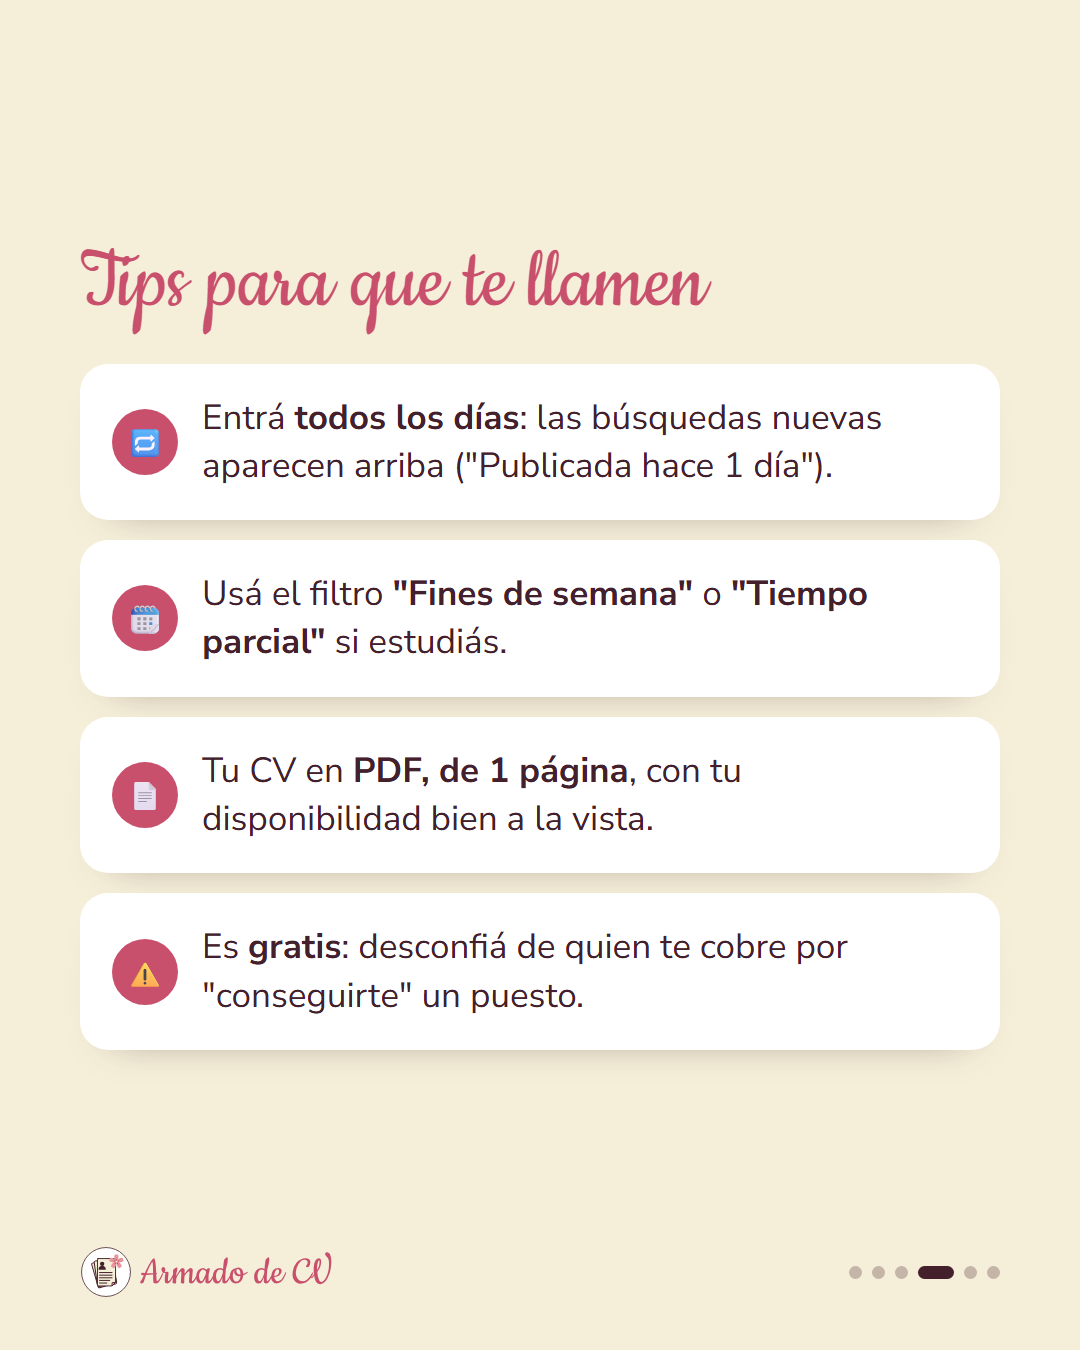 Tips para que te llamen
Entrá todos los días: las búsquedas nuevas
aparecen arriba ("Publicada hace 1 día").
Usá el filtro "Fines de semana" o "Tiempo
parcial" si estudiás.
Tu CV en PDF, de 1 página, con tu
disponibilidad bien a la vista.
Es gratis: desconfiá de quien te cobre por
"conseguirte" un puesto.
Armado de CV